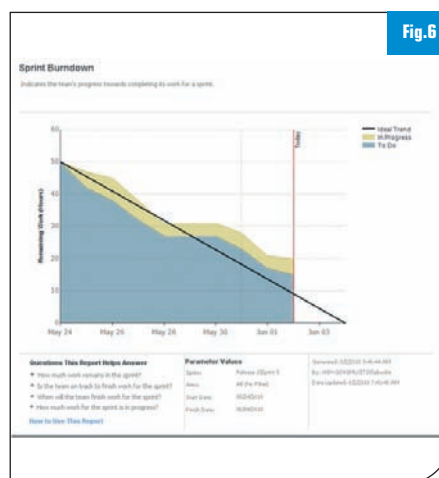 Fig.6
Sprint Burndown
Indicates the team's progress towards completing its work for a sprint.
Ideal Trend
In Progress
To Do
Today
Remaining Work (Hours)
60
50
40
30
20
10
0
May 24
May 26
May 28
May 30
Jun 01
Jun 03
Questions This Report Helps Answer
How much work remains in the sprint?
Is the team on track to finish work for the sprint?
When will the team finish work for the sprint?
How much work for the sprint is in progress?
How to Use This Report
Parameter Values
Sprint:
Area:
Start Date:
Finish Date: